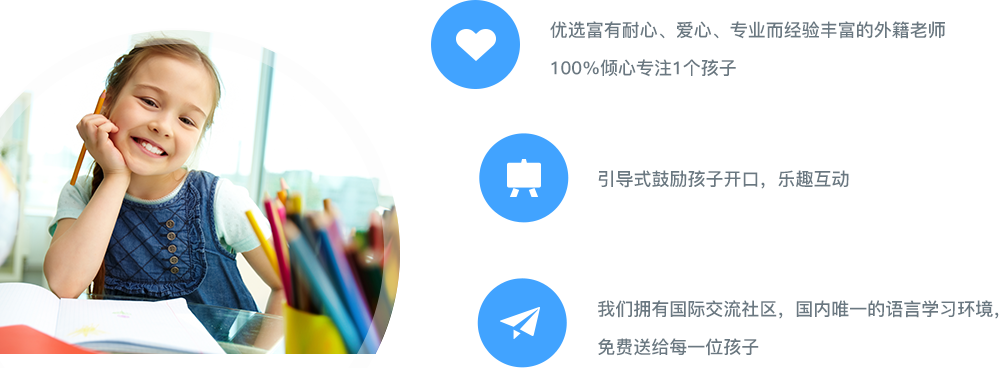 优选富有耐心、爱心、专业而经验丰富的外籍老师
100%倾心专注1个孩子
引导式鼓励孩子开口，乐趣互动
我们拥有国际交流社区，国内唯一的语言学习环境，
免费送给每一位孩子